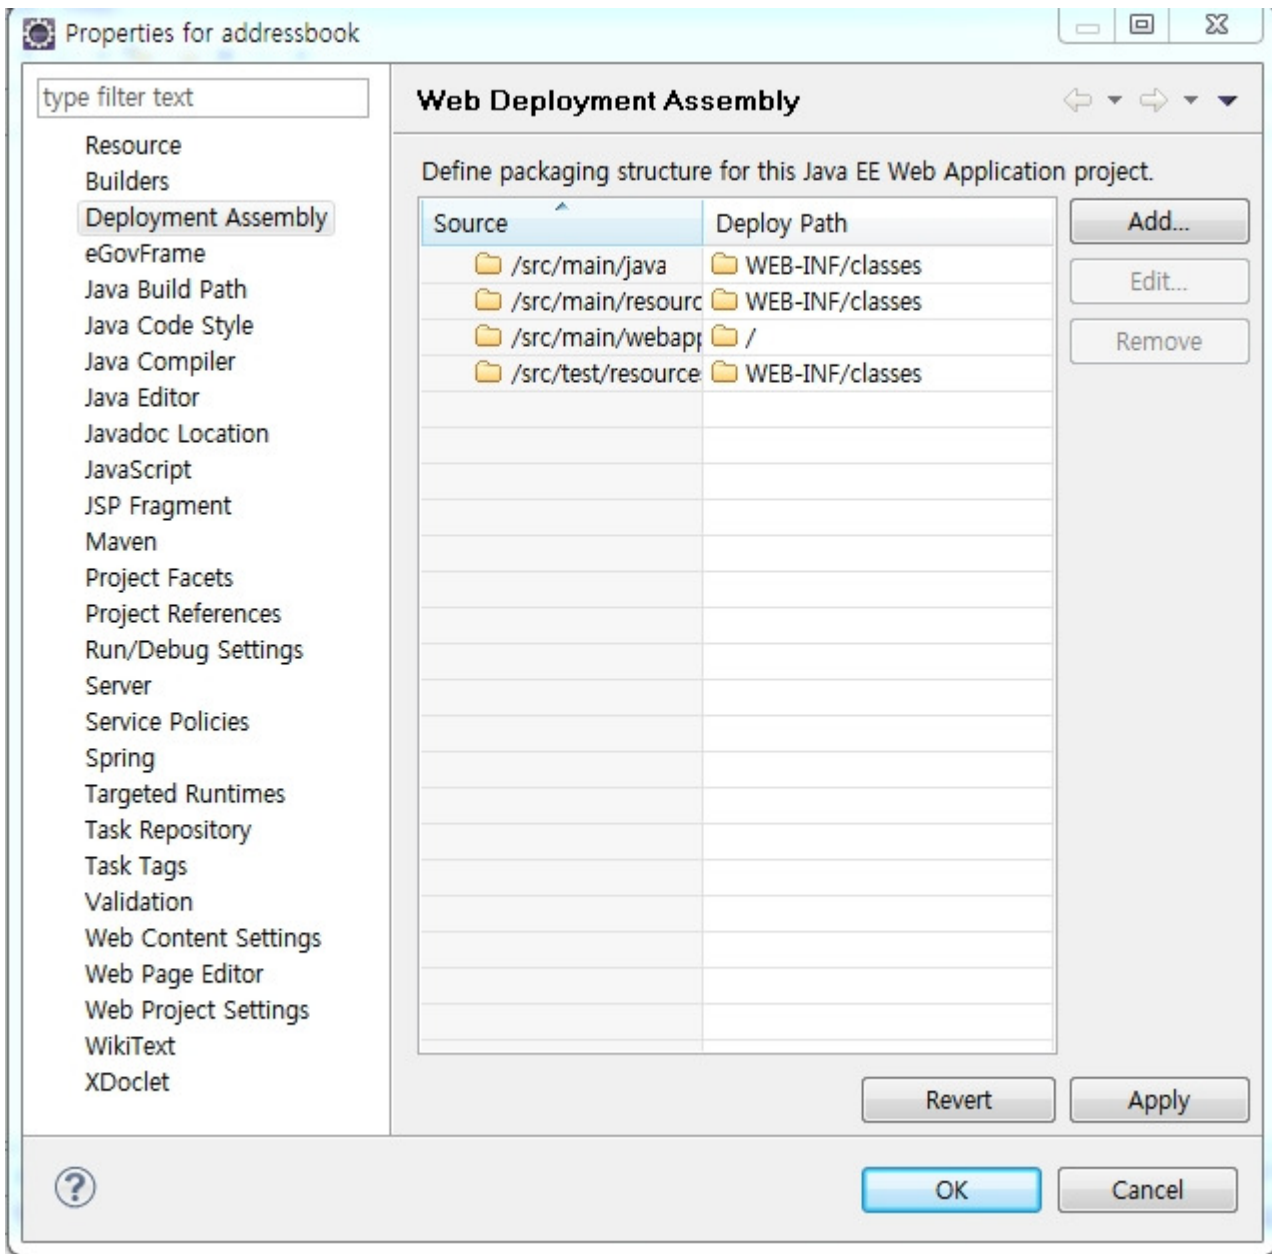 Properties for addressbook
type filter text
Resource
Builders
Deployment Assembly
eGovFrame
Java Build Path
Java Code Style
Java Compiler
Java Editor
Javadoc Location
JavaScript
JSP Fragment
Maven
Project Facets
Project References
Run/Debug Settings
Server
Service Policies
Spring
Targeted Runtimes
Task Repository
Task Tags
Validation
Web Content Settings
Web Page Editor
Web Project Settings
WikiText
XDoclet
Web Deployment Assembly
Define packaging structure for this Java EE Web Application project.
Source Deploy Path
/src/main/java WEB-INF/classes
/src/main/resourc WEB-INF/classes
/src/main/webapp /
/src/test/resources WEB-INF/classes
Add...
Edit...
Remove
Revert Apply
OK Cancel